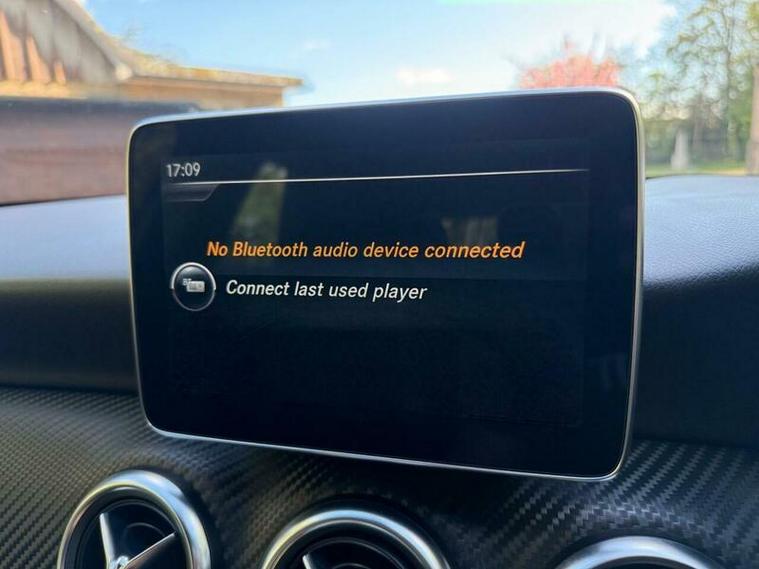 17:09
No Bluetooth audio device connected
Connect last used player